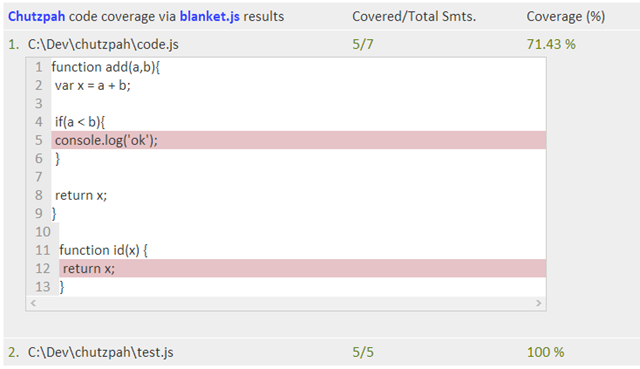 Chutzpah code coverage via blanket.js results Covered/Total Smts. Coverage (%)
1. C:\Dev\chutzpah\code.js 5/7 71.43 %
1 function add(a,b){
2 var x = a + b;
3
4 if(a < b){
5 console.log('ok');
6 }
7
8 return x;
9 }
10
11 function id(x) {
12 return x;
13 }
2. C:\Dev\chutzpah\test.js 5/5 100 %